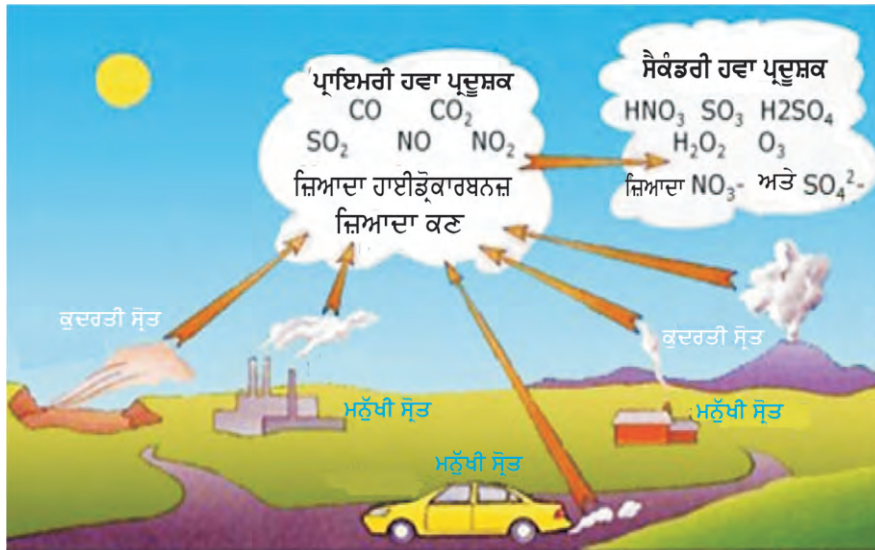 ਪ੍ਰਾਇਮਰੀ ਹਵਾ ਪ੍ਰਦੂਸ਼ਕ
CO CO₂
SO₂ NO NO₂
ਜ਼ਿਆਦਾ ਹਾਈਡ੍ਰੋਕਾਰਬਨਜ਼
ਜ਼ਿਆਦਾ ਕਣ
ਸੈਕੰਡਰੀ ਹਵਾ ਪ੍ਰਦੂਸ਼ਕ
HNO₃ SO₃ H2SO₄
H₂O₂ O₃
ਜ਼ਿਆਦਾ NO₃- ਅਤੇ SO₄²-
ਕੁਦਰਤੀ ਸ੍ਰੋਤ
ਕੁਦਰਤੀ ਸ੍ਰੋਤ
ਮਨੁੱਖੀ ਸ੍ਰੋਤ
ਮਨੁੱਖੀ ਸ੍ਰੋਤ
ਮਨੁੱਖੀ ਸ੍ਰੋਤ